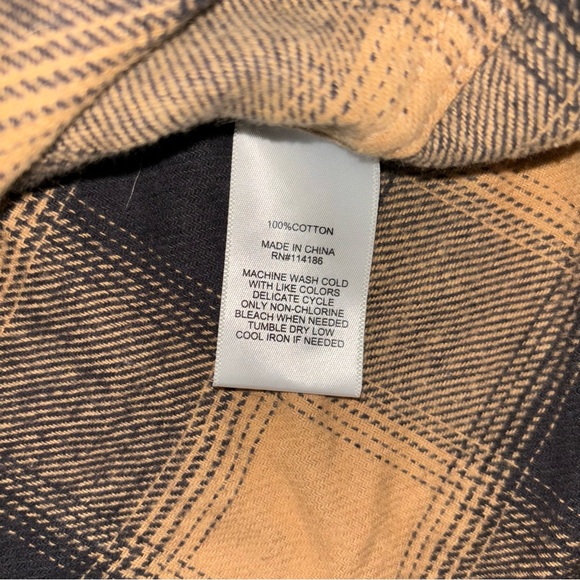 100%COTTON
MADE IN CHINA
RN#114186
MACHINE WASH COLD
WITH LIKE COLORS
DELICATE CYCLE
ONLY NON-CHLORINE
BLEACH WHEN NEEDED
TUMBLE DRY LOW
COOL IRON IF NEEDED